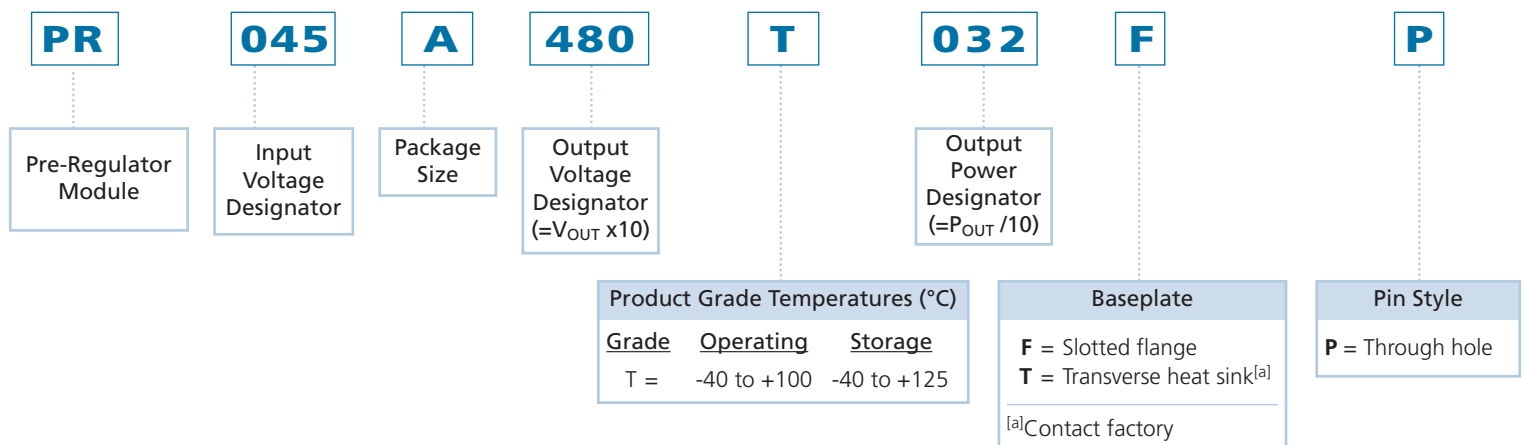 PR 045 A 480 T 032 F P
Pre-Regulator
Module
Input
Voltage
Designator
Package
Size
Output
Voltage
Designator
(=VOUT x10)
Output
Power
Designator
(=POUT /10)
Product Grade Temperatures (°C)
Grade Operating Storage
T = -40 to +100 -40 to +125
Baseplate
F = Slotted flange
T = Transverse heat sink[a]
[a]Contact factory
Pin Style
P = Through hole